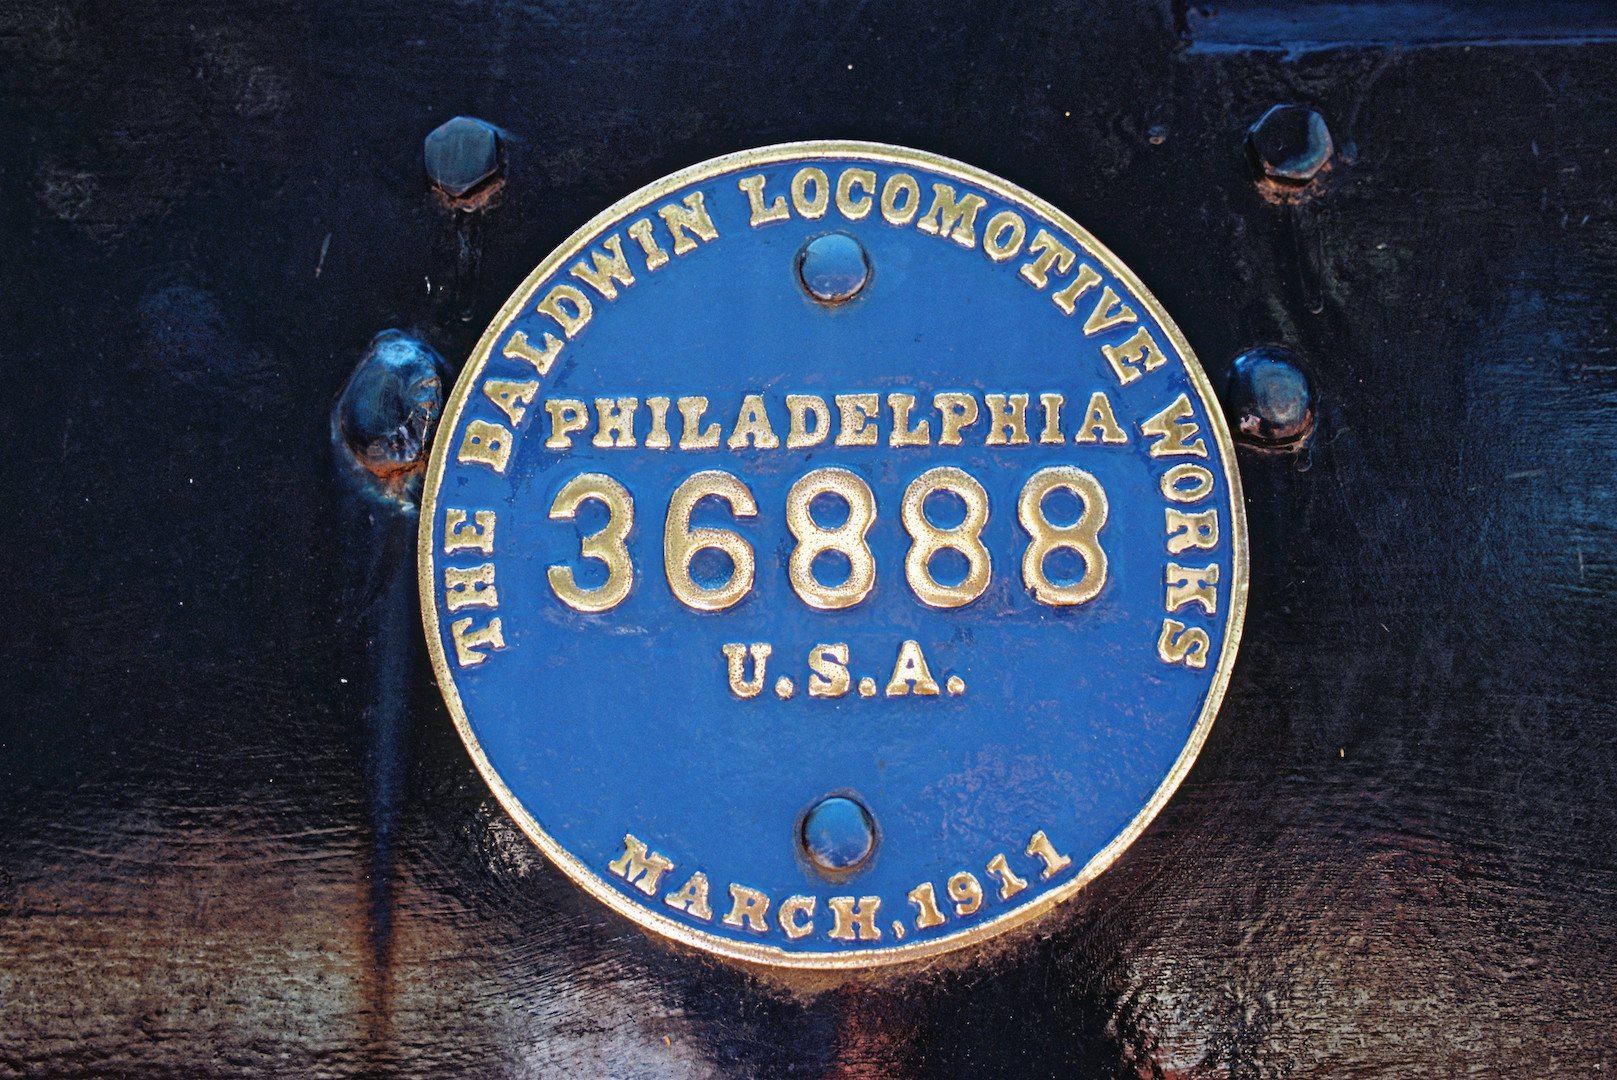 THE BALDWIN LOCOMOTIVE WORKS
PHILADELPHIA
36888
U.S.A.
MARCH, 1911